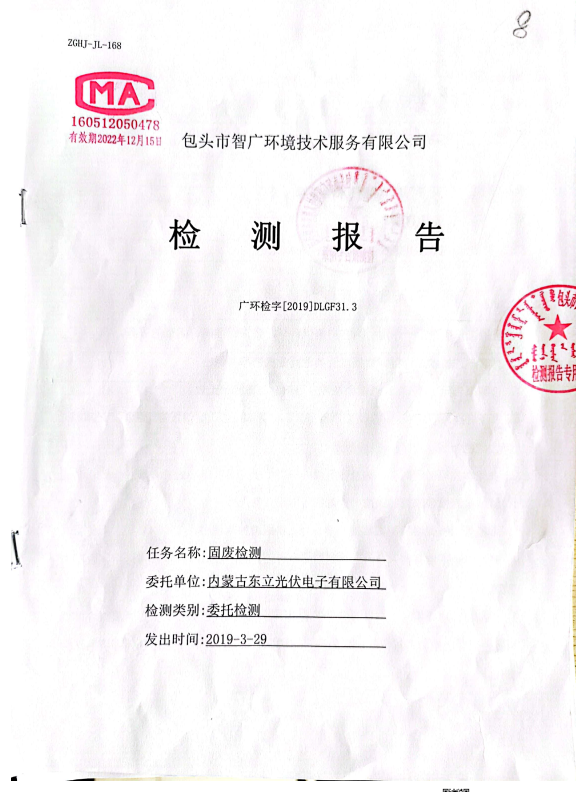 8
ZGHJ-JL-168
MA
160512050478
有效期2022年12月15日
包头市智广环境技术服务有限公司
检 测 报 告
广环检字[2019]DLGF31.3
包头
检测报告专用
任务名称:固废检测
委托单位:内蒙古东立光伏电子有限公司
检测类别:委托检测
发出时间:2019-3-29